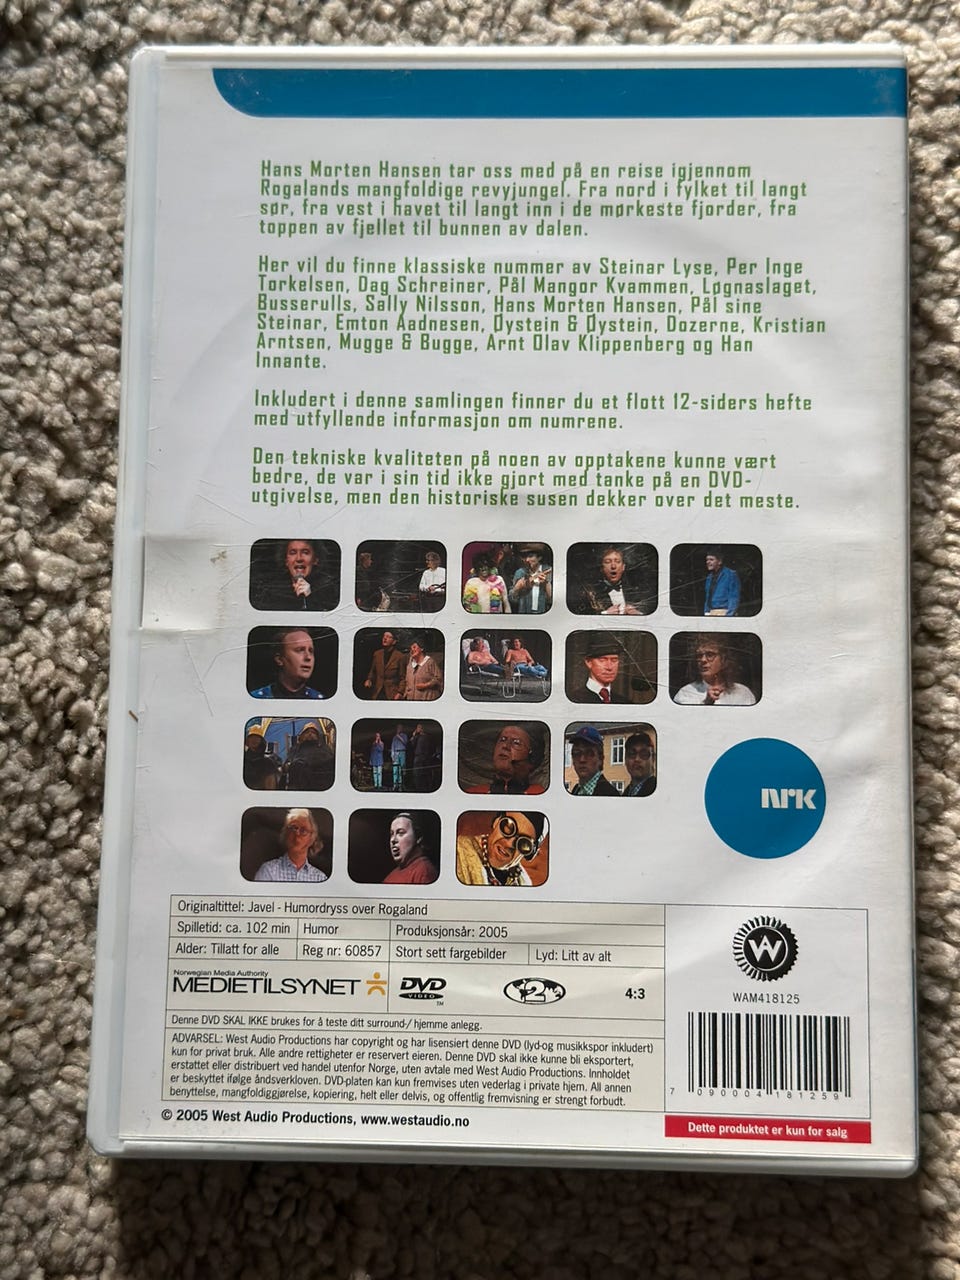 Hans Morten Hansen tar oss med på en reise igjennom
Rogalands mangfoldige revyjungel. Fra nord i fylket til langt
sør, fra vest i havet til langt inn i de mørkeste fjorder, fra
toppen av fjellet til bunnen av dalen.
Her vil du finne klassiske nummer av Steinar Lyse, Per Inge
Torkelsen, Dag Schreiner, Pål Mangor Kvammen, Løgnaslaget,
Busserulls, Sally Nilsson, Hans Morten Hansen, Pål sine
Steinar, Emton Aadnesen, Øystein & Øystein, Dozerne, Kristian
Arntsen, Mugge & Bugge, Arnt Olav Klippenberg og Han
Innante.
Inkludert i denne samlingen finner du et flott 12-siders hefte
med utfyllende informasjon om numrene.
Den tekniske kvaliteten på noen av opptakene kunne vært
bedre, de var i sin tid ikke gjort med tanke på en DVD-
utgivelse, men den historiske susen dekker over det meste.
NRK
Originaltittel: Javel - Humordryss over Rogaland
Spilletid: ca. 102 min Humor Produksjonsår: 2005
Alder: Tillatt for alle Reg nr: 60857 Stort sett fargebilder Lyd: Litt av alt
Norwegian Media Authority
MEDIETILSYNET DVD VIDEO TM 2 4:3
Denne DVD SKAL IKKE brukes for å teste ditt surround-/ hjemme anlegg.
ADVARSEL: West Audio Productions har copyright og har lisensiert denne DVD (lyd-og musikkspor inkludert)
kun for privat bruk. Alle andre rettigheter er reservert eieren. Denne DVD skal ikke kunne bli eksportert,
erstattet eller distribuert ved handel utenfor Norge, uten avtale med West Audio Productions. Innholdet
er beskyttet ifølge åndsverkloven. DVD-platen kan kun fremvises uten vederlag i private hjem. All annen
benyttelse, mangfoldiggjørelse, kopiering, helt eller delvis, og offentlig fremvisning er strengt forbudt.
© 2005 West Audio Productions, www.westaudio.no
WA
WAM418125
7 090004 181259
Dette produktet er kun for salg